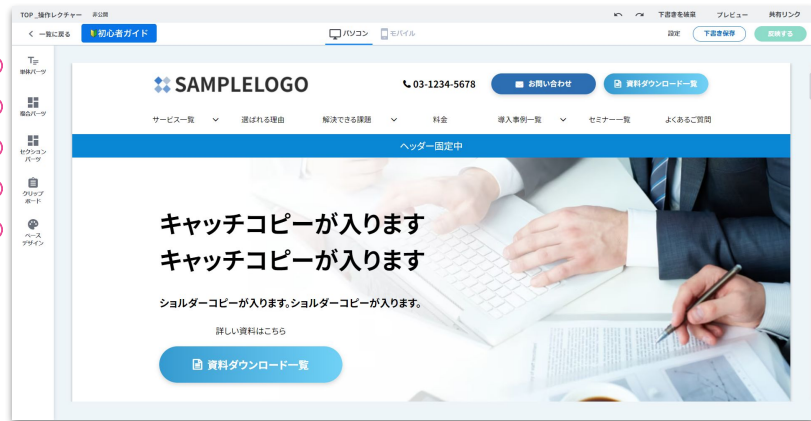 TOP_操作レクチャー 非公開 下書きを破棄 プレビュー 共有リンク
一覧に戻る 初心者ガイド パソコン モバイル 設定 下書き保存 反映する
単体パーツ
複合パーツ
セクション
パーツ
クリップ
ボード
ベース
デザイン
SAMPLELOGO 03-1234-5678 お問い合わせ 資料ダウンロード一覧
サービス一覧 選ばれる理由 解決できる課題 料金 導入事例一覧 セミナー一覧 よくあるご質問
ヘッダー固定中
キャッチコピーが入ります
キャッチコピーが入ります
ショルダーコピーが入ります。ショルダーコピーが入ります。
詳しい資料はこちら
資料ダウンロード一覧